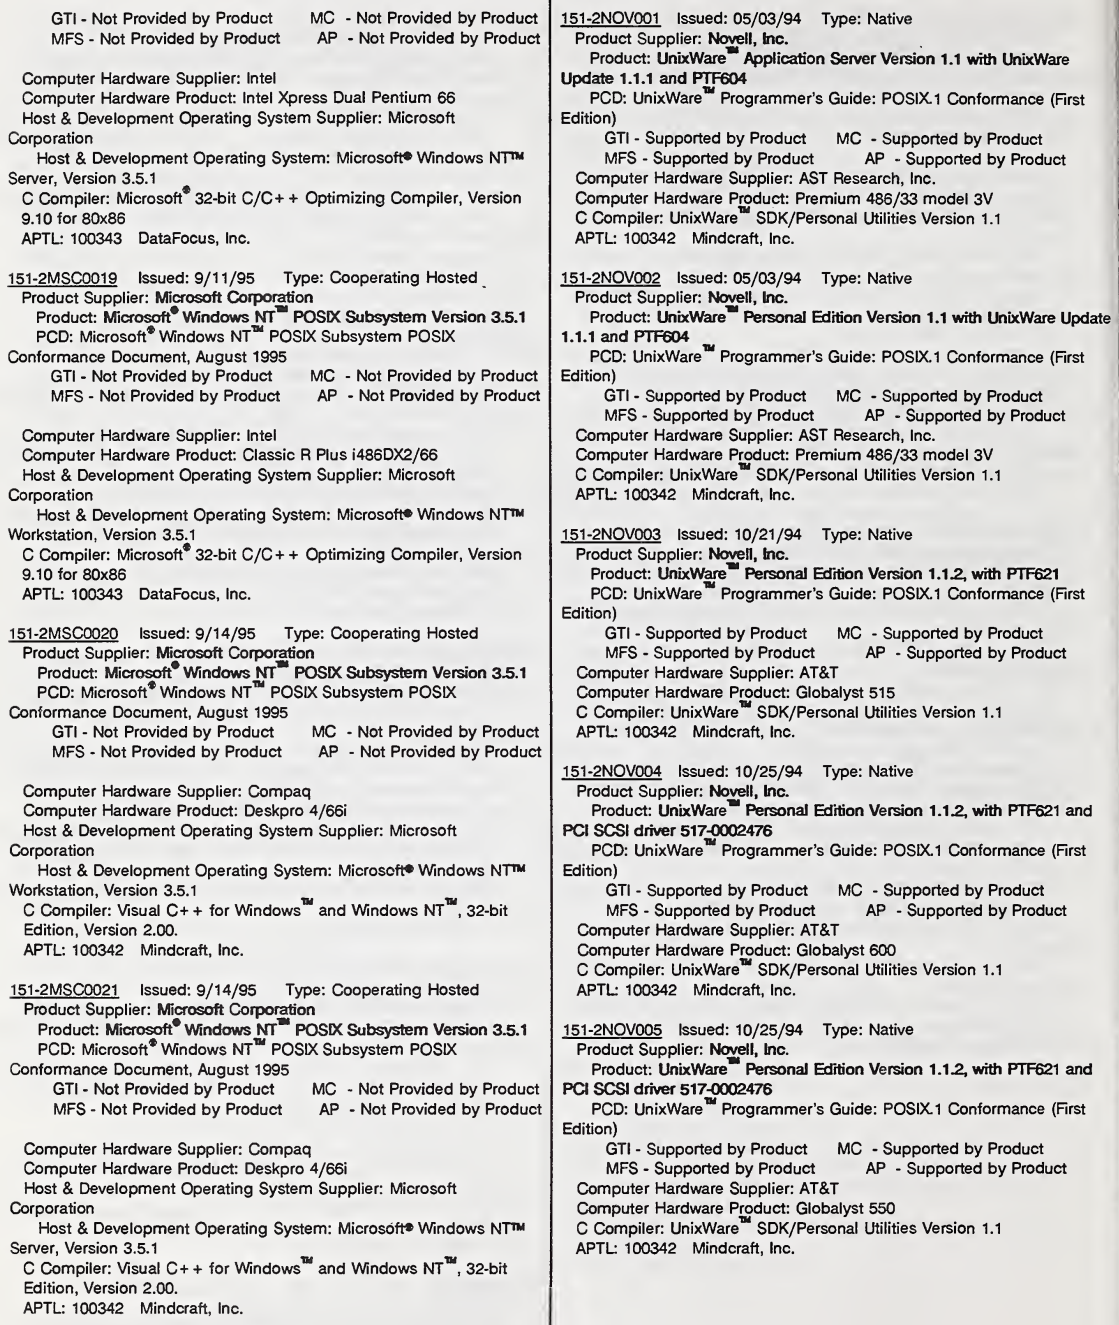 GTI - Not Provided by Product MC - Not Provided by Product
MFS - Not Provided by Product AP - Not Provided by Product
Computer Hardware Supplier: Intel
Computer Hardware Product: Intel Xpress Dual Pentium 66
Host & Development Operating System Supplier: Microsoft
Corporation
Host & Development Operating System: Microsoft® Windows NT™
Server, Version 3.5.1
C Compiler: Microsoft® 32-bit C/C++ Optimizing Compiler, Version
9.10 for 80x86
APTL: 100343 DataFocus, Inc.
151-2MSC0019 Issued: 9/11/95 Type: Cooperating Hosted
Product Supplier: Microsoft Corporation
Product: Microsoft® Windows NT™ POSIX Subsystem Version 3.5.1
PCD: Microsoft® Windows NT™ POSIX Subsystem POSIX
Conformance Document, August 1995
GTI - Not Provided by Product MC - Not Provided by Product
MFS - Not Provided by Product AP - Not Provided by Product
Computer Hardware Supplier: Intel
Computer Hardware Product: Classic R Plus i486DX2/66
Host & Development Operating System Supplier: Microsoft
Corporation
Host & Development Operating System: Microsoft® Windows NT™
Workstation, Version 3.5.1
C Compiler: Microsoft® 32-bit C/C++ Optimizing Compiler, Version
9.10 for 80x86
APTL: 100343 DataFocus, Inc.
151-2MSC0020 Issued: 9/14/95 Type: Cooperating Hosted
Product Supplier: Microsoft Corporation
Product: Microsoft® Windows NT™ POSIX Subsystem Version 3.5.1
PCD: Microsoft® Windows NT™ POSIX Subsystem POSIX
Conformance Document, August 1995
GTI - Not Provided by Product MC - Not Provided by Product
MFS - Not Provided by Product AP - Not Provided by Product
Computer Hardware Supplier: Compaq
Computer Hardware Product: Deskpro 4/66i
Host & Development Operating System Supplier: Microsoft
Corporation
Host & Development Operating System: Microsoft® Windows NT™
Workstation, Version 3.5.1
C Compiler: Visual C++ for Windows™ and Windows NT™, 32-bit
Edition, Version 2.00.
APTL: 100342 Mindcraft, Inc.
151-2MSC0021 Issued: 9/14/95 Type: Cooperating Hosted
Product Supplier: Microsoft Corporation
Product: Microsoft® Windows NT™ POSIX Subsystem Version 3.5.1
PCD: Microsoft® Windows NT™ POSIX Subsystem POSIX
Conformance Document, August 1995
GTI - Not Provided by Product MC - Not Provided by Product
MFS - Not Provided by Product AP - Not Provided by Product
Computer Hardware Supplier: Compaq
Computer Hardware Product: Deskpro 4/66i
Host & Development Operating System Supplier: Microsoft
Corporation
Host & Development Operating System: Microsoft® Windows NT™
Server, Version 3.5.1
C Compiler: Visual C++ for Windows™ and Windows NT™, 32-bit
Edition, Version 2.00.
APTL: 100342 Mindcraft, Inc.
151-2NOV001 Issued: 05/03/94 Type: Native
Product Supplier: Novell, Inc.
Product: UnixWare™ Application Server Version 1.1 with UnixWare
Update 1.1.1 and PTF604
PCD: UnixWare™ Programmer's Guide: POSIX.1 Conformance (First
Edition)
GTI - Supported by Product MC - Supported by Product
MFS - Supported by Product AP - Supported by Product
Computer Hardware Supplier: AST Research, Inc.
Computer Hardware Product: Premium 486/33 model 3V
C Compiler: UnixWare™ SDK/Personal Utilities Version 1.1
APTL: 100342 Mindcraft, Inc.
151-2NOV002 Issued: 05/03/94 Type: Native
Product Supplier: Novell, Inc.
Product: UnixWare™ Personal Edition Version 1.1 with UnixWare Update
1.1.1 and PTF604
PCD: UnixWare™ Programmer's Guide: POSIX.1 Conformance (First
Edition)
GTI - Supported by Product MC - Supported by Product
MFS - Supported by Product AP - Supported by Product
Computer Hardware Supplier: AST Research, Inc.
Computer Hardware Product: Premium 486/33 model 3V
C Compiler: UnixWare™ SDK/Personal Utilities Version 1.1
APTL: 100342 Mindcraft, Inc.
151-2NOV003 Issued: 10/21/94 Type: Native
Product Supplier: Novell, Inc.
Product: UnixWare™ Personal Edition Version 1.1.2, with PTF621
PCD: UnixWare™ Programmer's Guide: POSIX.1 Conformance (First
Edition)
GTI - Supported by Product MC - Supported by Product
MFS - Supported by Product AP - Supported by Product
Computer Hardware Supplier: AT&T
Computer Hardware Product: Globalyst 515
C Compiler: UnixWare™ SDK/Personal Utilities Version 1.1
APTL: 100342 Mindcraft, Inc.
151-2NOV004 Issued: 10/25/94 Type: Native
Product Supplier: Novell, Inc.
Product: UnixWare™ Personal Edition Version 1.1.2, with PTF621 and
PCI SCSI driver 517-0002476
PCD: UnixWare™ Programmer's Guide: POSIX.1 Conformance (First
Edition)
GTI - Supported by Product MC - Supported by Product
MFS - Supported by Product AP - Supported by Product
Computer Hardware Supplier: AT&T
Computer Hardware Product: Globalyst 600
C Compiler: UnixWare™ SDK/Personal Utilities Version 1.1
APTL: 100342 Mindcraft, Inc.
151-2NOV005 Issued: 10/25/94 Type: Native
Product Supplier: Novell, Inc.
Product: UnixWare™ Personal Edition Version 1.1.2, with PTF621 and
PCI SCSI driver 517-0002476
PCD: UnixWare™ Programmer's Guide: POSIX.1 Conformance (First
Edition)
GTI - Supported by Product MC - Supported by Product
MFS - Supported by Product AP - Supported by Product
Computer Hardware Supplier: AT&T
Computer Hardware Product: Globalyst 550
C Compiler: UnixWare™ SDK/Personal Utilities Version 1.1
APTL: 100342 Mindcraft, Inc.